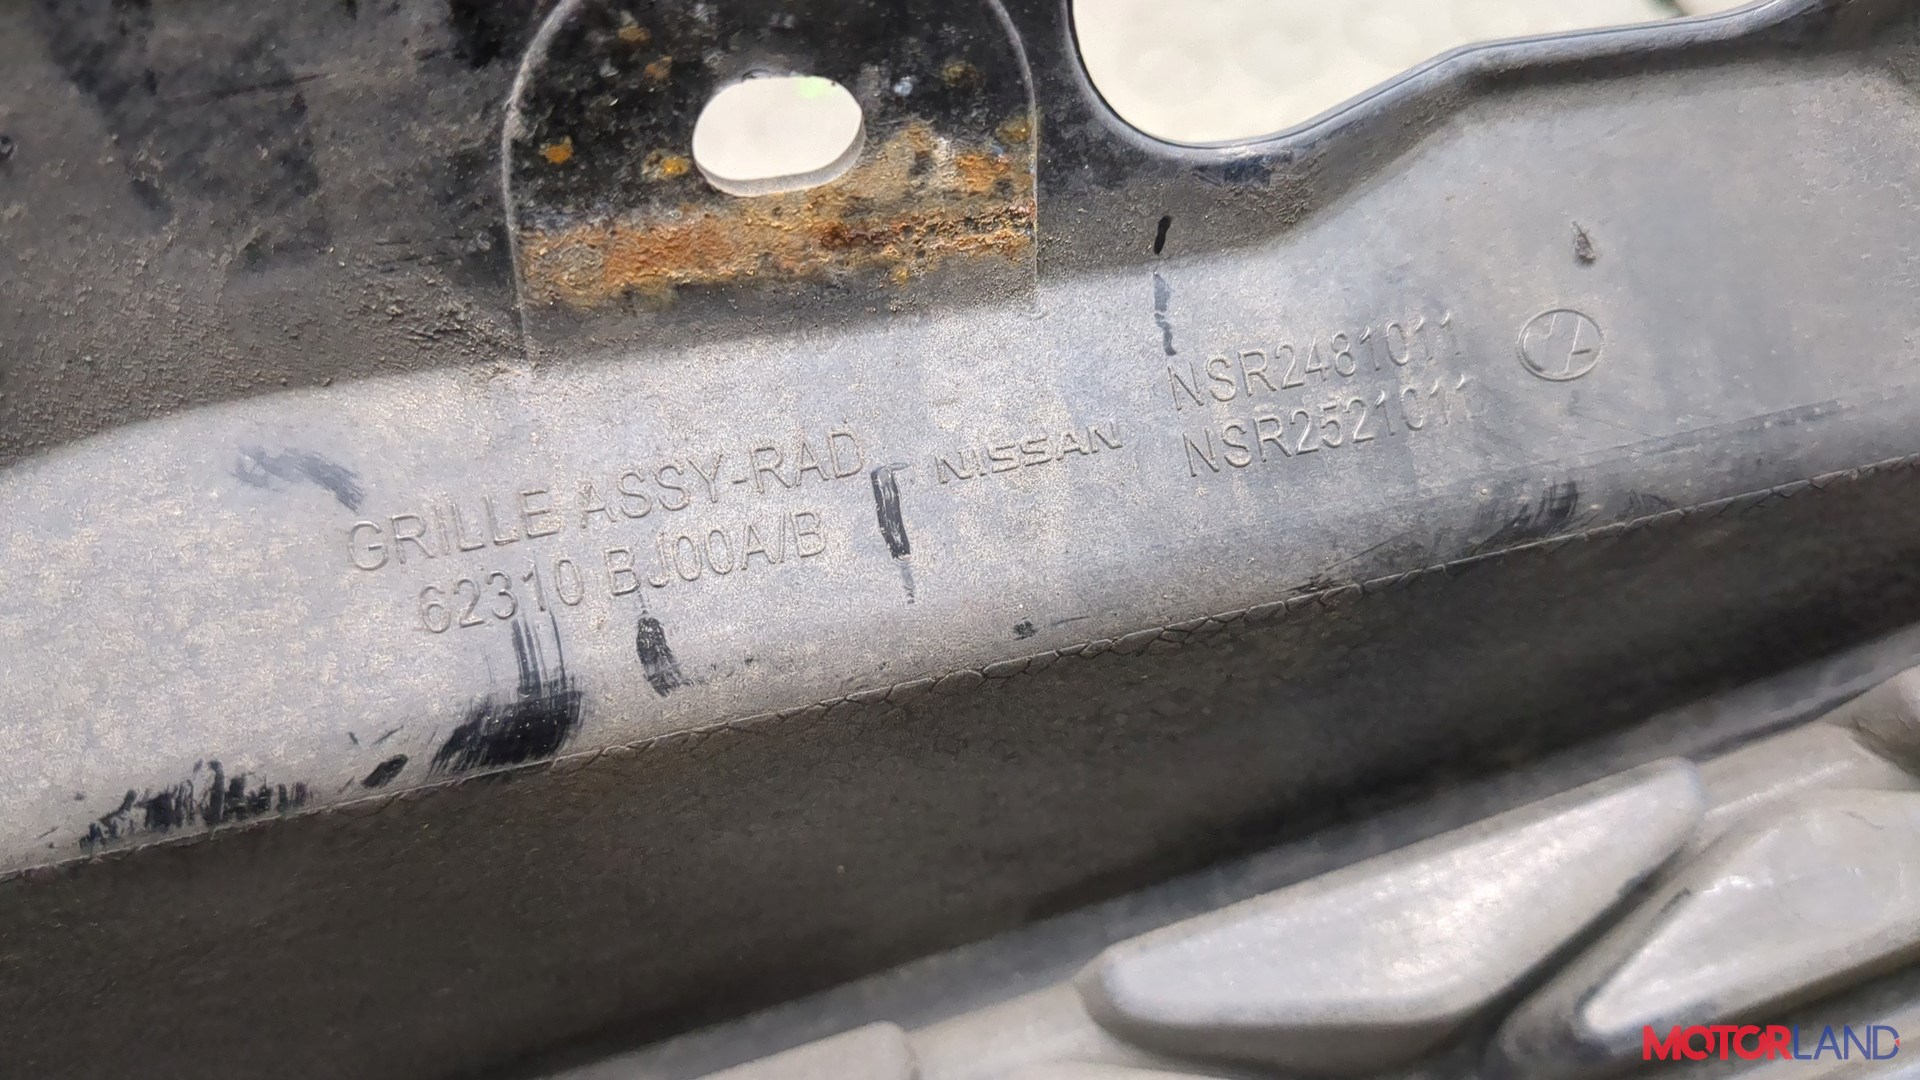 GRILLE ASSY-RAD
62310 BJ00A/B
NISSAN
NSR2481011
NSR2521011
MOTORLAND